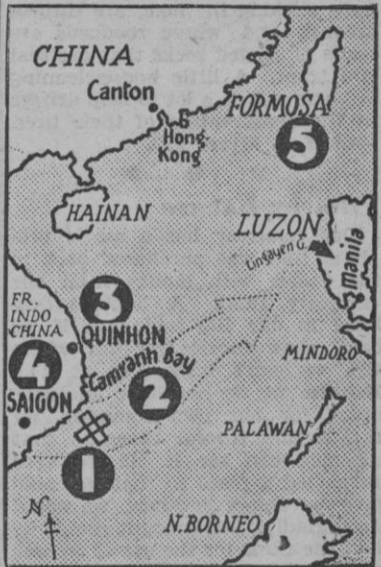 CHINA
Canton
Hong
Kong
FORMOSA
5
HAINAN
LUZON
Lingayen G.
Manila
3
FR.
INDO
CHINA
QUINHON
4
Camranh Bay
2
MINDORO
SAIGON
1
PALAWAN
N
N.BORNEO